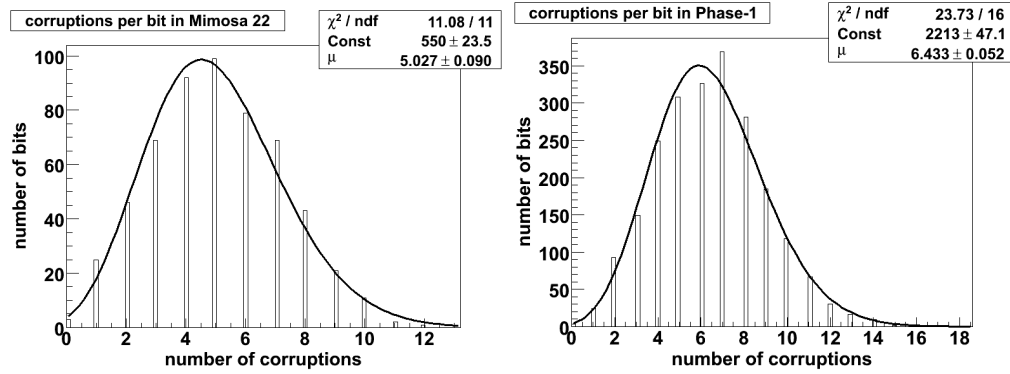 corruptions per bit in Mimosa 22
χ² / ndf 11.08 / 11
Const 550 ± 23.5
μ 5.027 ± 0.090
number of bits
100
80
60
40
20
0
0 2 4 6 8 10 12
number of corruptions
corruptions per bit in Phase-1
χ² / ndf 23.73 / 16
Const 2213 ± 47.1
μ 6.433 ± 0.052
number of bits
350
300
250
200
150
100
50
0
0 2 4 6 8 10 12 14 16 18
number of corruptions